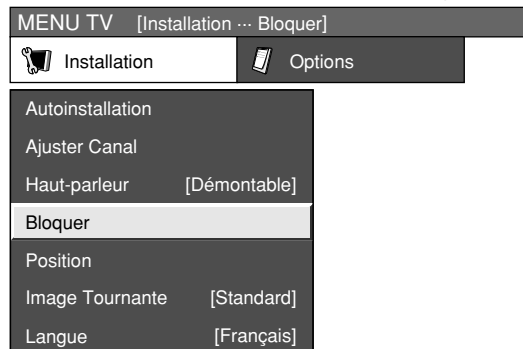 MENU TV [Installation ··· Bloquer]
Installation Options
Autoinstallation
Ajuster Canal
Haut-parleur [Démontable]
Bloquer
Position
Image Tournante [Standard]
Langue [Français]